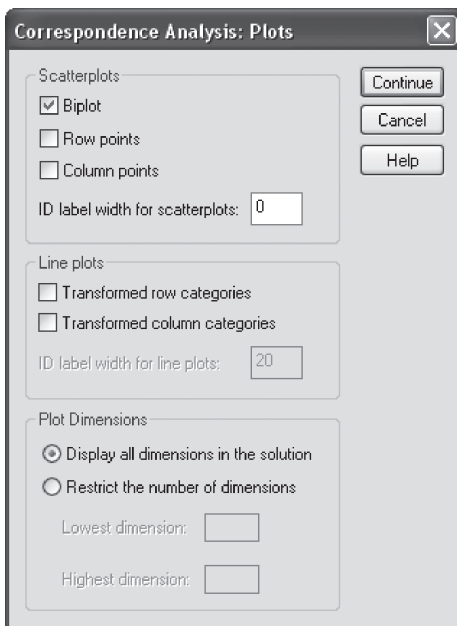 Correspondence Analysis: Plots
Scatterplots
Biplot
Row points
Column points
ID label width for scatterplots: 0
Continue
Cancel
Help
Line plots
Transformed row categories
Transformed column categories
ID label width for line plots: 20
Plot Dimensions
Display all dimensions in the solution
Restrict the number of dimensions
Lowest dimension:
Highest dimension: